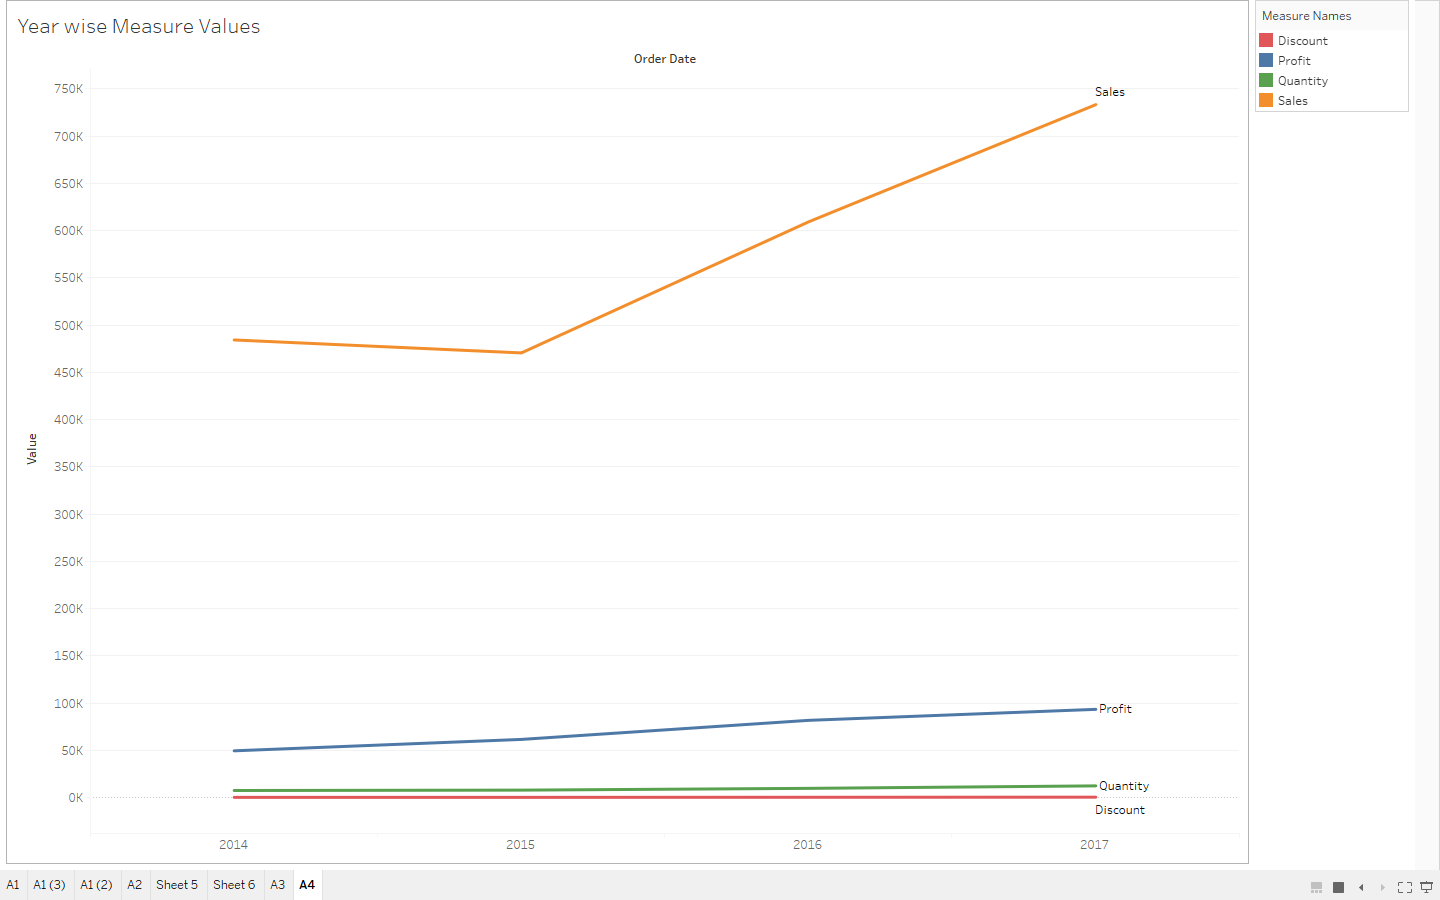 Year wise Measure Values
Order Date
Value
750K
700K
650K
600K
550K
500K
450K
400K
350K
300K
250K
200K
150K
100K
50K
0K
Sales
Profit
Quantity
Discount
2014 2015 2016 2017
Measure Names
Discount
Profit
Quantity
Sales
A1 A1 (3) A1 (2) A2 Sheet 5 Sheet 6 A3 A4